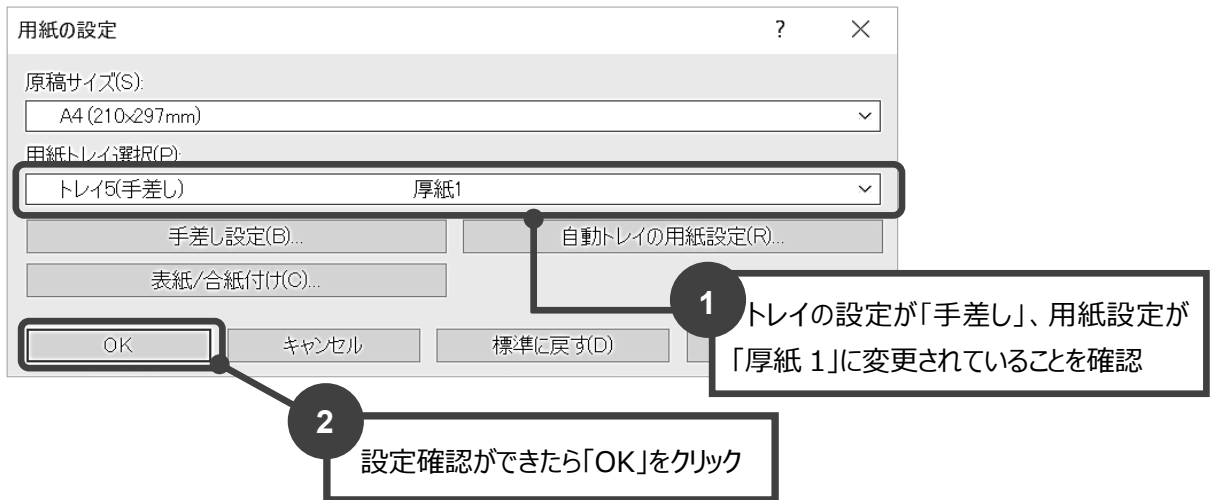 用紙の設定 ? ×
原稿サイズ(S):
A4 (210x297mm)
用紙トレイ選択(P):
トレイ5(手差し) 厚紙1
手差し設定(B)... 自動トレイの用紙設定(R)...
表紙/合紙付け(C)...
OK キャンセル 標準に戻す(D)
1
トレイの設定が「手差し」、用紙設定が
「厚紙 1」に変更されていることを確認
2
設定確認ができたら「OK」をクリック